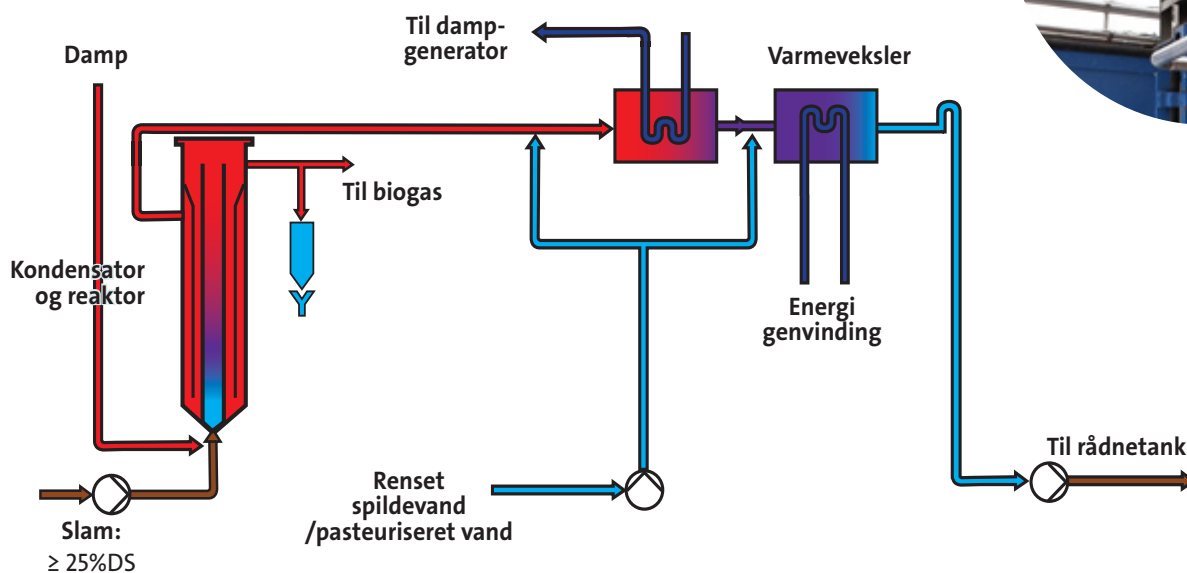 Til damp-
generator
Damp
Varmeveksler
Til biogas
Kondensator
og reaktor
Energi
genvinding
Til rådnetank
Renset
spildevand
/pasteuriseret vand
Slam:
≥ 25%DS